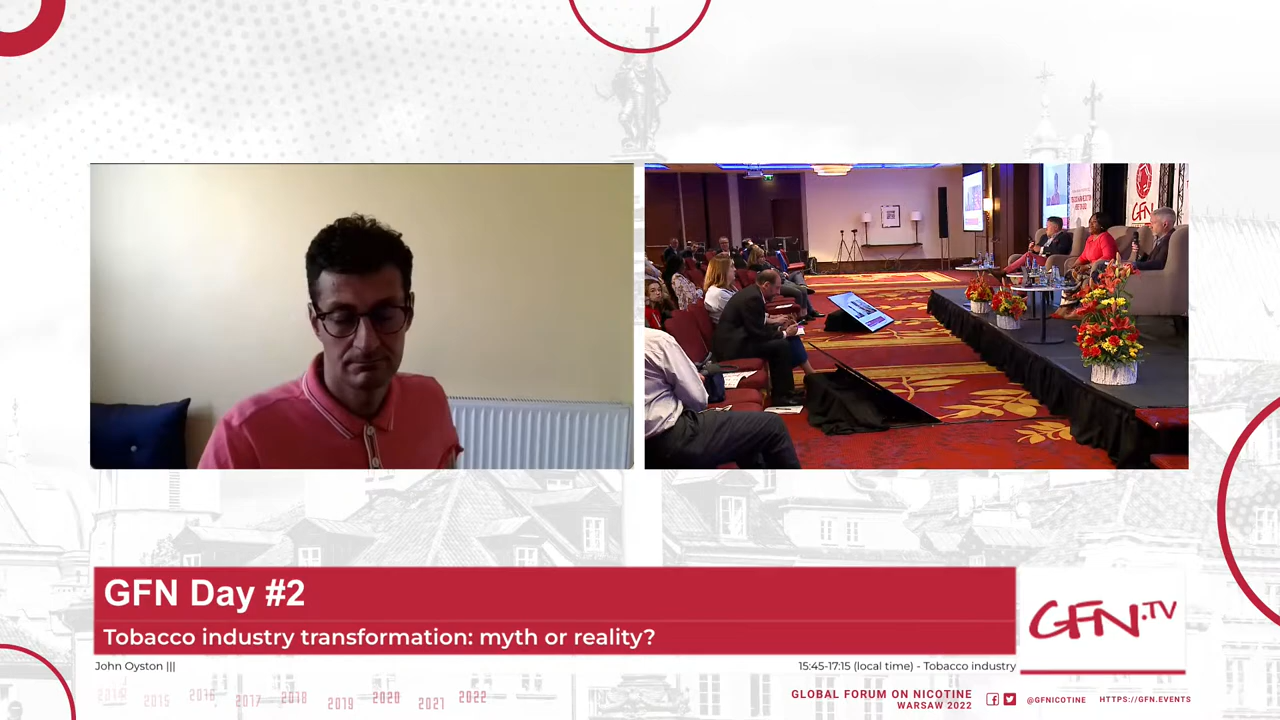 GFN
GFN Day #2
Tobacco industry transformation: myth or reality?
GFN.TV
John Oyston |||
15:45-17:15 (local time) - Tobacco industry
2014 2015 2016 2017 2018 2019 2020 2021 2022
GLOBAL FORUM ON NICOTINE
WARSAW 2022
@GFNICOTINE
HTTPS://GFN.EVENTS